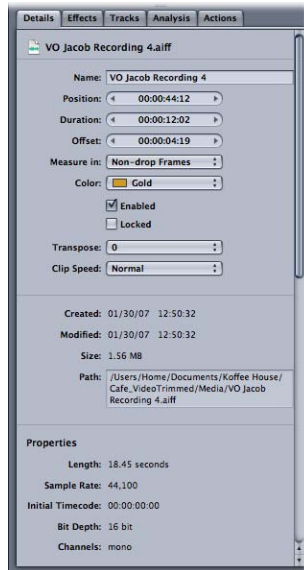 Details Effects Tracks Analysis Actions
VO Jacob Recording 4.aiff
Name: VO Jacob Recording 4
Position: 00:00:44:12
Duration: 00:00:12:02
Offset: 00:00:04:19
Measure in: Non-drop Frames
Color: Gold
Enabled
Locked
Transpose: 0
Clip Speed: Normal
Created: 01/30/07 12:50:32
Modified: 01/30/07 12:50:32
Size: 1.56 MB
Path: /Users/Home/Documents/Koffee House/
Cafe_VideoTrimmed/Media/VO Jacob
Recording 4.aiff
Properties
Length: 18.45 seconds
Sample Rate: 44,100
Initial Timecode: 00:00:00:00
Bit Depth: 16 bit
Channels: mono